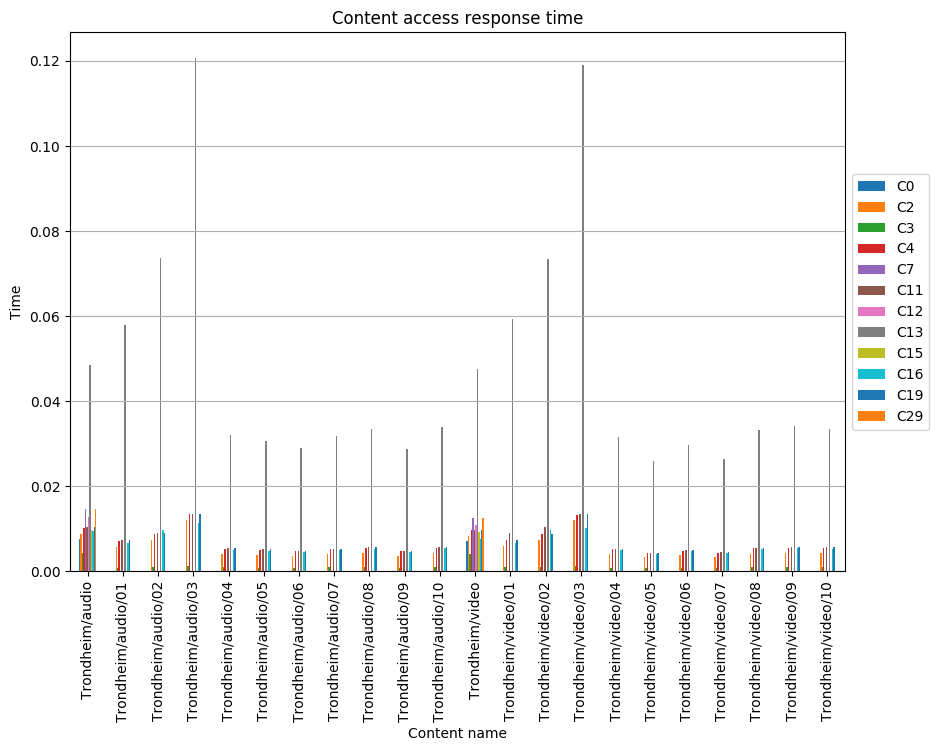 Content access response time
Time
0.12
0.10
0.08
0.06
0.04
0.02
0.00
C0
C2
C3
C4
C7
C11
C12
C13
C15
C16
C19
C29
Trondheim/audio
Trondheim/audio/01
Trondheim/audio/02
Trondheim/audio/03
Trondheim/audio/04
Trondheim/audio/05
Trondheim/audio/06
Trondheim/audio/07
Trondheim/audio/08
Trondheim/audio/09
Trondheim/audio/10
Trondheim/video
Trondheim/video/01
Trondheim/video/02
Trondheim/video/03
Trondheim/video/04
Trondheim/video/05
Trondheim/video/06
Trondheim/video/07
Trondheim/video/08
Trondheim/video/09
Trondheim/video/10
Content name